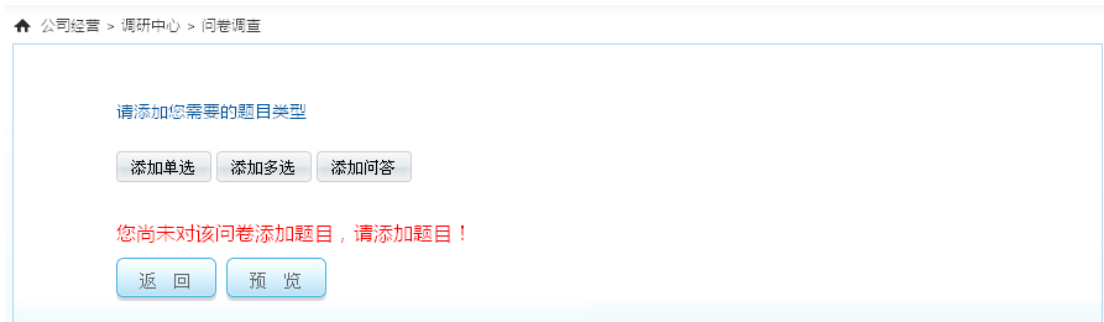 公司经营 > 调研中心 > 问卷调查
请添加您需要的题目类型
添加单选 添加多选 添加问答
您尚未对该问卷添加题目，请添加题目！
返 回 预 览